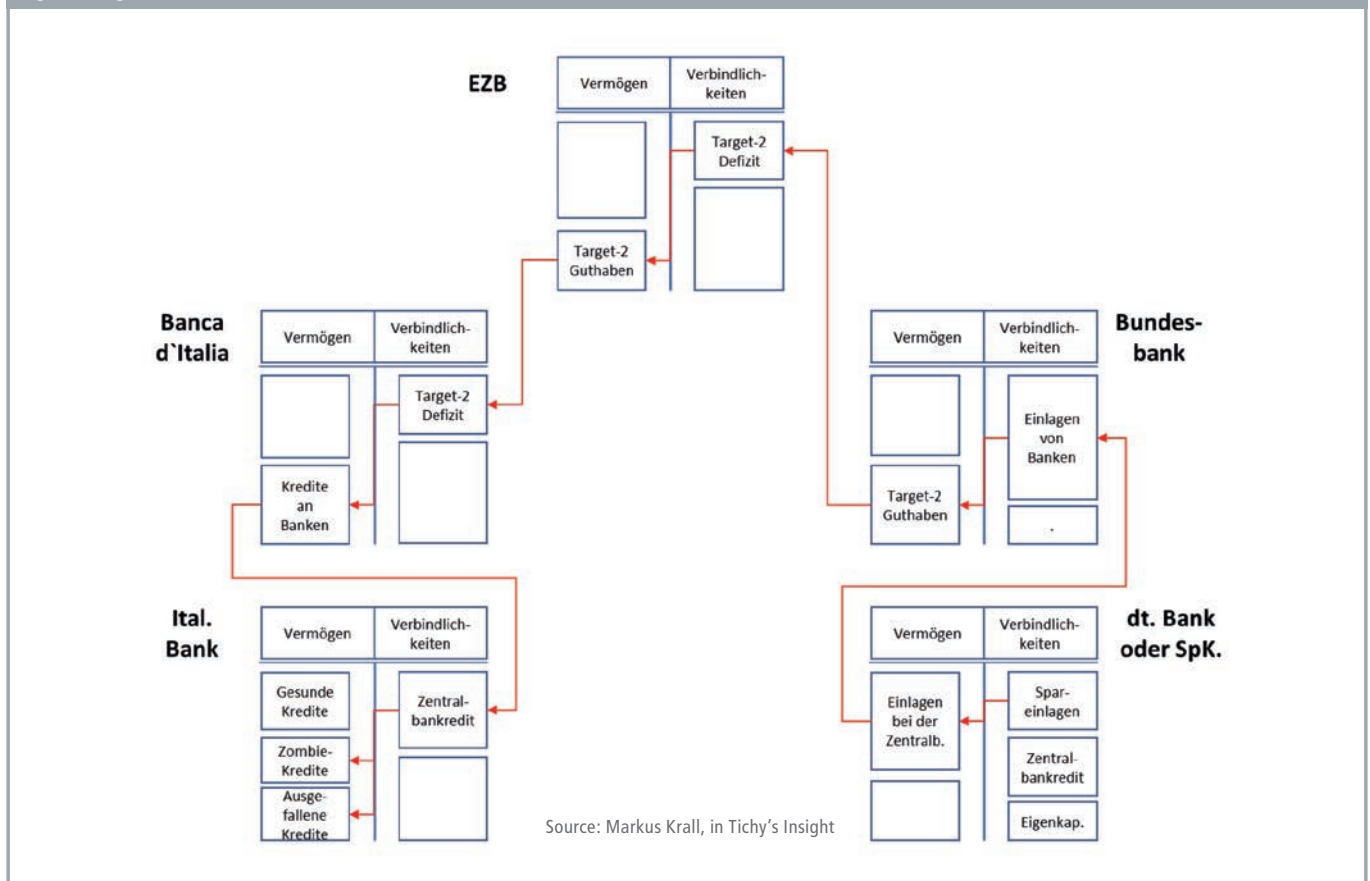 EZB
Vermögen
Verbindlich-
keiten
Target-2
Defizit
Target-2
Guthaben
Banca
d`Italia
Vermögen
Verbindlich-
keiten
Target-2
Defizit
Kredite
an
Banken
Bundes-
bank
Vermögen
Verbindlich-
keiten
Einlagen
von
Banken
Target-2
Guthaben
.
Ital.
Bank
Vermögen
Verbindlich-
keiten
Gesunde
Kredite
Zentral-
bankredit
Zombie-
Kredite
Ausge-
fallene
Kredite
dt. Bank
oder SpK.
Vermögen
Verbindlich-
keiten
Einlagen
bei der
Zentralb.
Spar-
einlagen
Zentral-
bankredit
Eigenkap.
Source: Markus Krall, in Tichy’s Insight